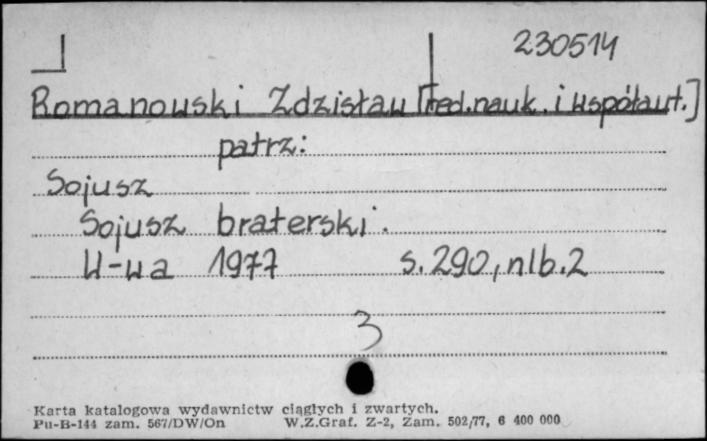 230514
Romanowski Zdzisław [red.nauk. i współaut.]
patrz:
Sojusz
Sojusz braterski.
W-wa 1977 s.290, nlb.2
3
Karta katalogowa wydawnictw ciągłych i zwartych.
Pu-B-144 zam. 567/DW/On W.Z.Graf. Z-2, Zam. 502/77, 6 400 000